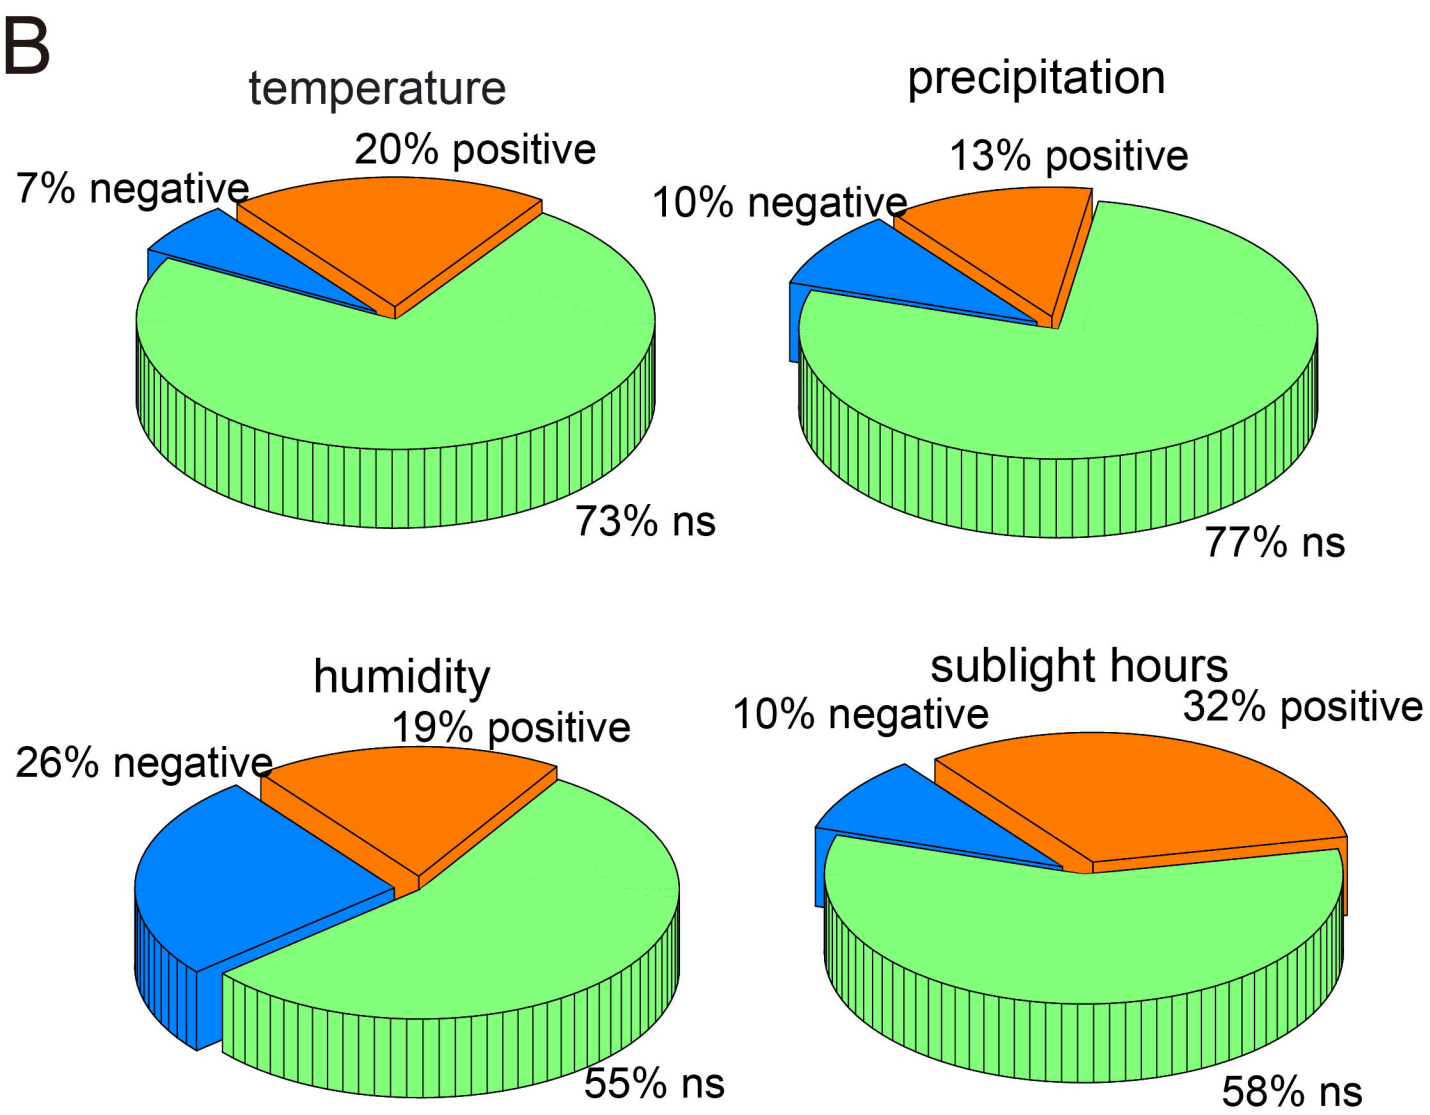 B
temperature
20% positive
7% negative
73% ns
precipitation
13% positive
10% negative
77% ns
humidity
19% positive
26% negative
55% ns
sublight hours
32% positive
10% negative
58% ns